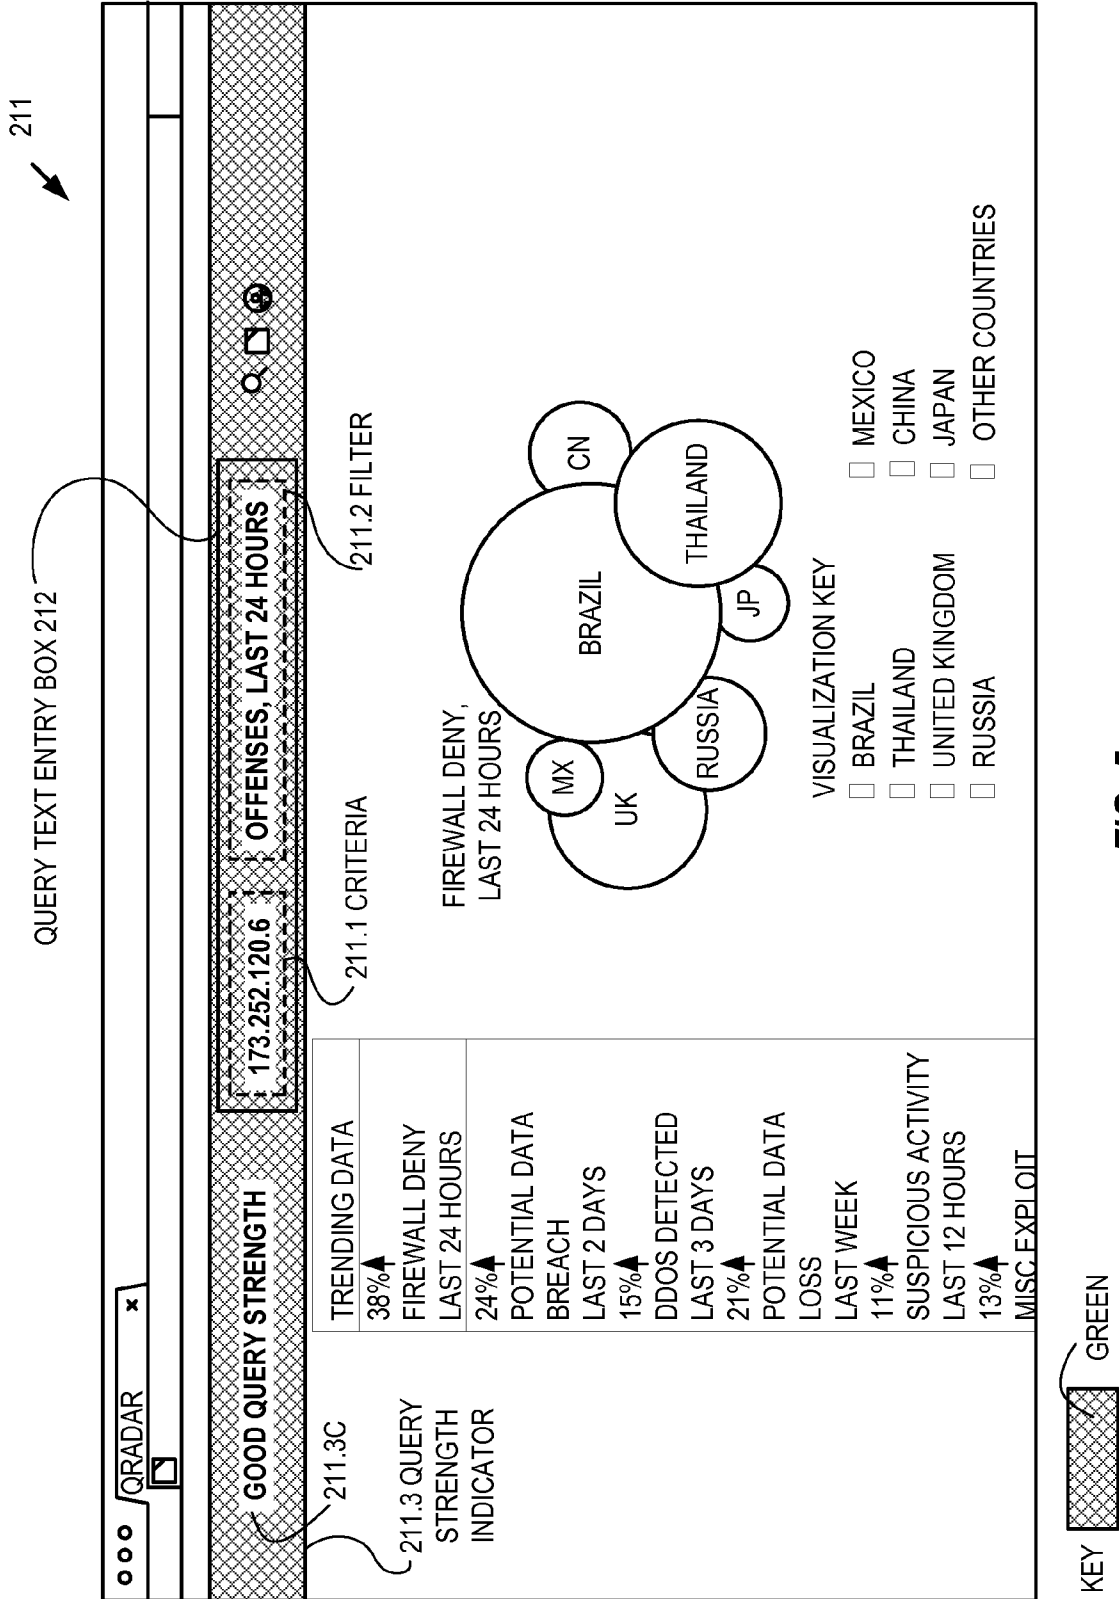 211
QUERY TEXT ENTRY BOX 212
QRADAR x
GOOD QUERY STRENGTH
173.252.120.6
OFFENSES, LAST 24 HOURS
211.3C
211.3 QUERY
STRENGTH
INDICATOR
211.1 CRITERIA
211.2 FILTER
TRENDING DATA
38%
FIREWALL DENY
LAST 24 HOURS
24%
POTENTIAL DATA
BREACH
LAST 2 DAYS
15%
DDOS DETECTED
LAST 3 DAYS
21%
POTENTIAL DATA
LOSS
LAST WEEK
11%
SUSPICIOUS ACTIVITY
LAST 12 HOURS
13%
MISC EXPLOIT
FIREWALL DENY,
LAST 24 HOURS
MX
UK
RUSSIA
BRAZIL
JP
THAILAND
CN
VISUALIZATION KEY
BRAZIL
THAILAND
UNITED KINGDOM
RUSSIA
MEXICO
CHINA
JAPAN
OTHER COUNTRIES
KEY
GREEN